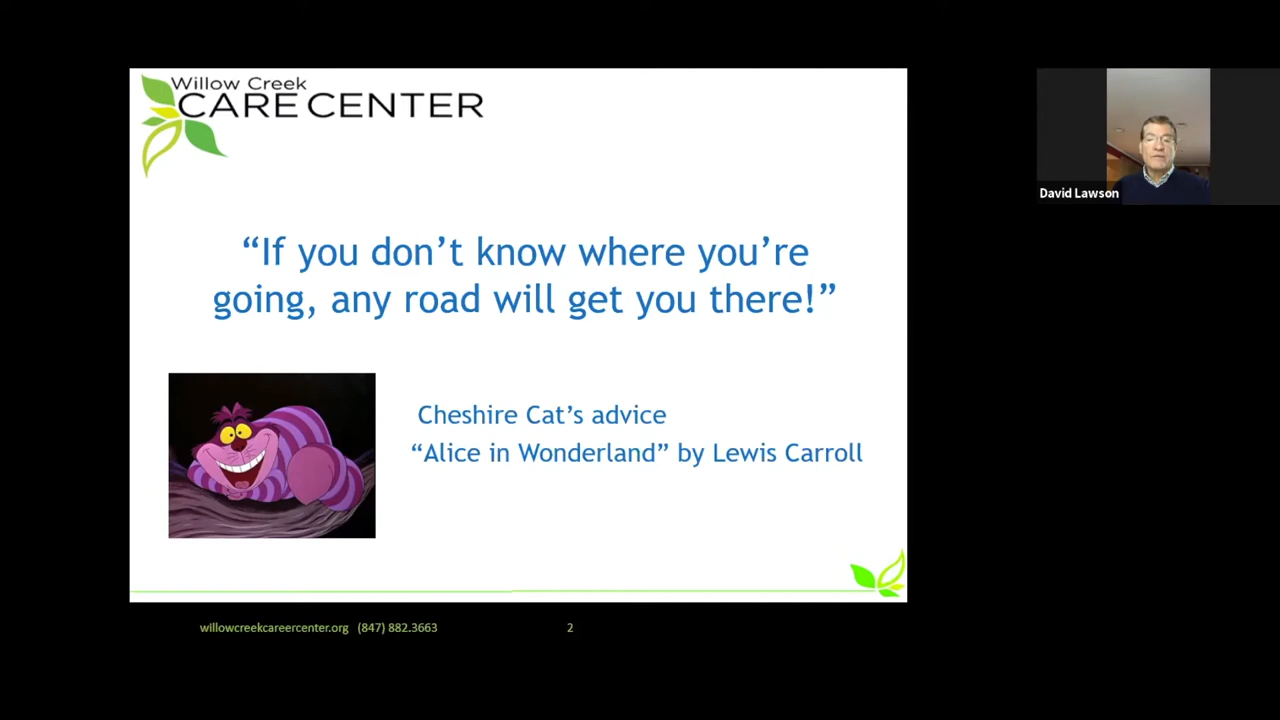 Willow Creek
CARE CENTER
“If you don’t know where you’re
going, any road will get you there!”
Cheshire Cat’s advice
“Alice in Wonderland” by Lewis Carroll
David Lawson
willowcreekcareercenter.org (847) 882.3663
2